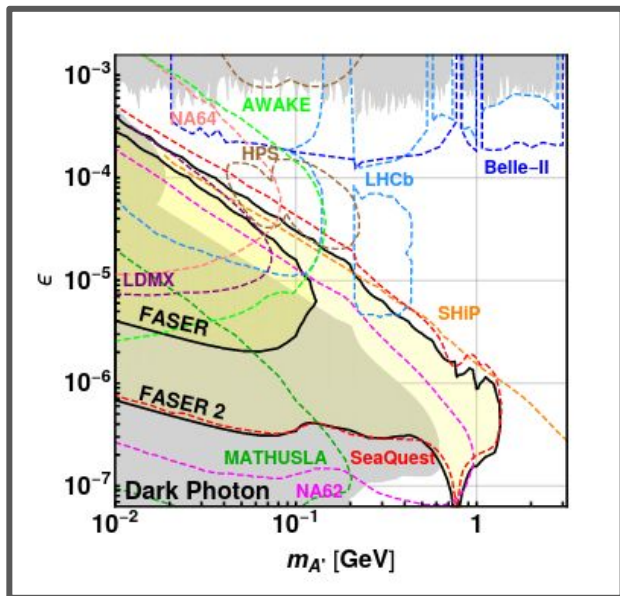 10⁻³
10⁻⁴
10⁻⁵
10⁻⁶
10⁻⁷
ϵ
AWAKE
NA64
HPS
LHCb
Belle-II
LDMX
FASER
SHiP
FASER 2
MATHUSLA
SeaQuest
NA62
Dark Photon
10⁻² 10⁻¹ 1
m_A' [GeV]